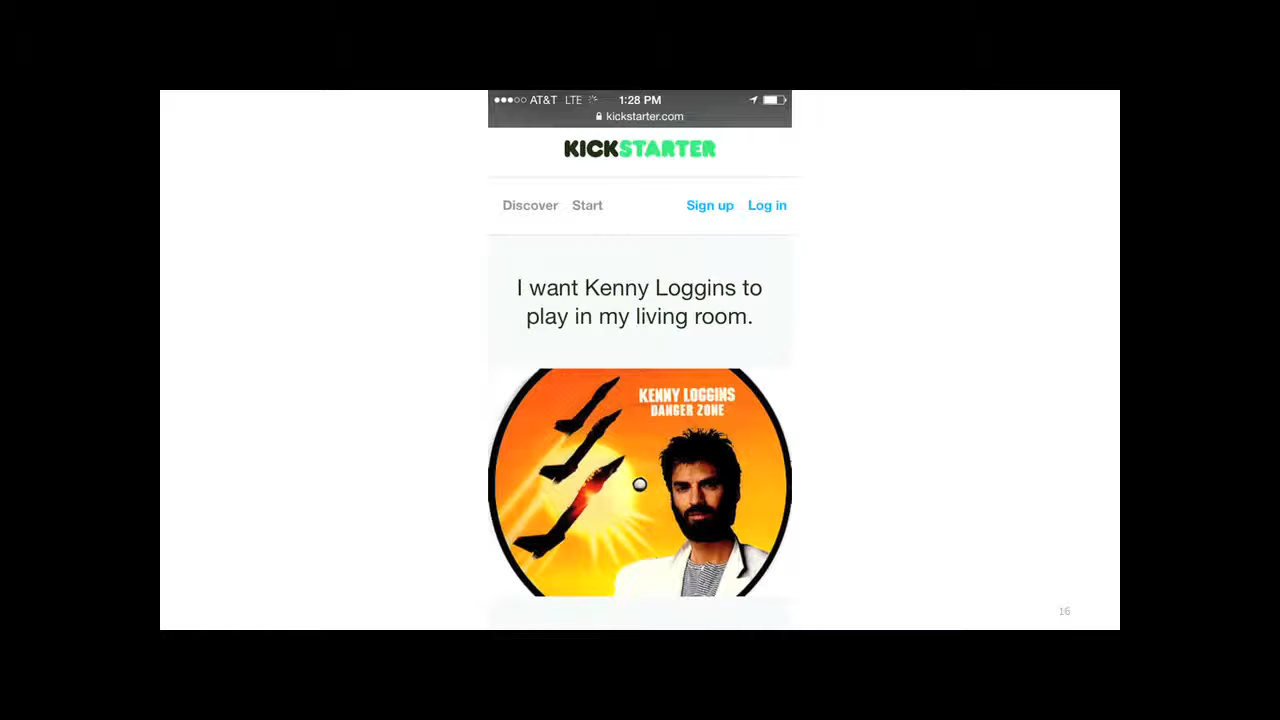 AT&T LTE 1:28 PM
kickstarter.com
KICKSTARTER
Discover Start Sign up Log in
I want Kenny Loggins to
play in my living room.
KENNY LOGGINS
DANGER ZONE
16